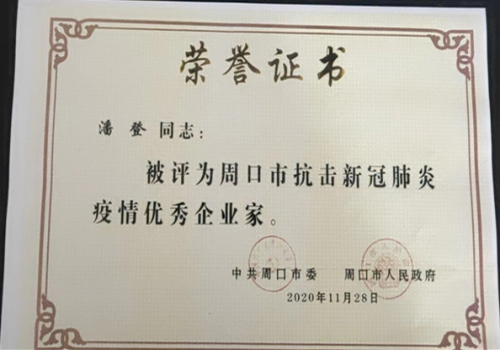 荣誉证书
潘登 同志:
被评为周口市抗击新冠肺炎
疫情优秀企业家。
中共周口市委 周口市人民政府
2020年11月28日